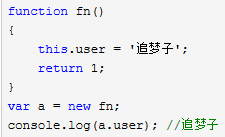 function fn()
{
    this.user = '追梦子';
    return 1;
}
var a = new fn;
console.log(a.user); //追梦子